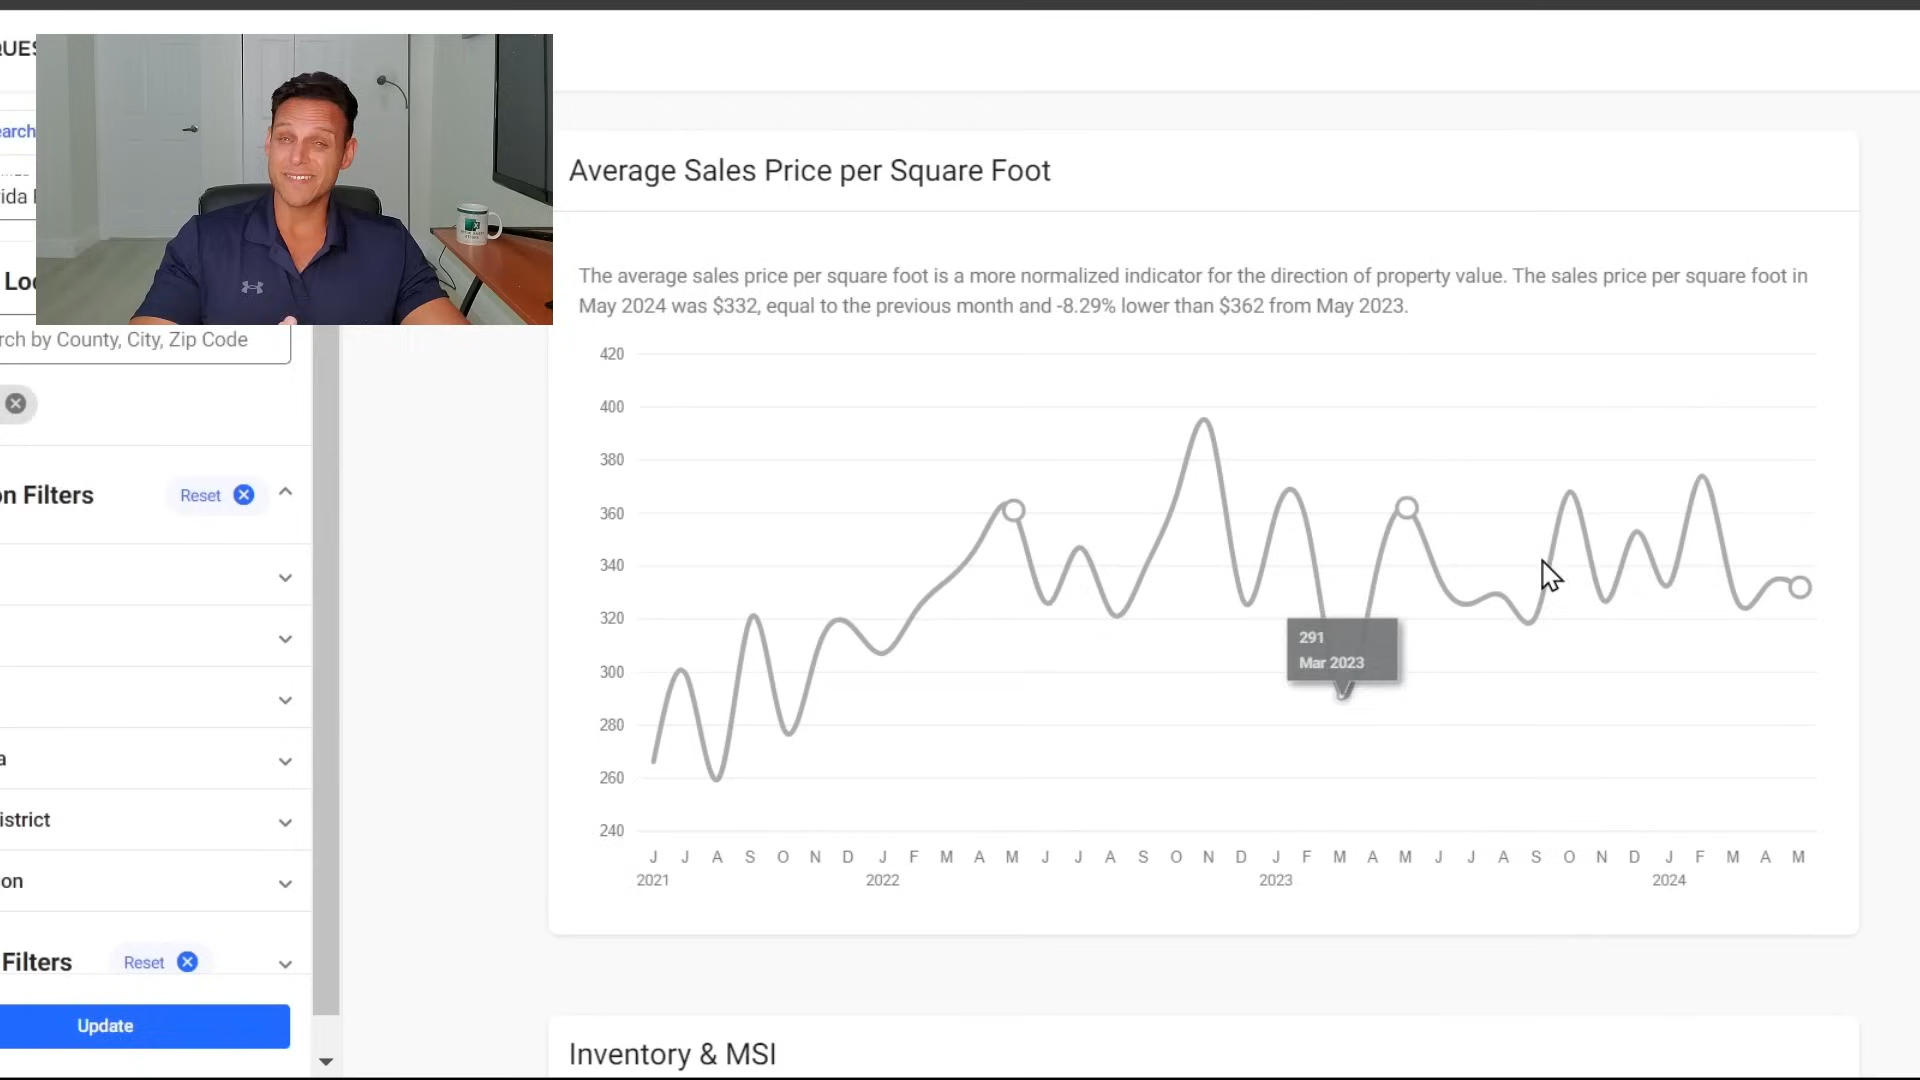 QUES
earch
rida
Loc
rch by County, City, Zip Code
on Filters
Reset
a
istrict
on
Filters
Reset
Update
Average Sales Price per Square Foot
The average sales price per square foot is a more normalized indicator for the direction of property value. The sales price per square foot in
May 2024 was $332, equal to the previous month and -8.29% lower than $362 from May 2023.
420
400
380
360
340
320
300
280
260
240
291
Mar 2023
J J A S O N D J F M A M J J A S O N D J F M A M J J A S O N D J F M A M
2021 2022 2023 2024
Inventory & MSI